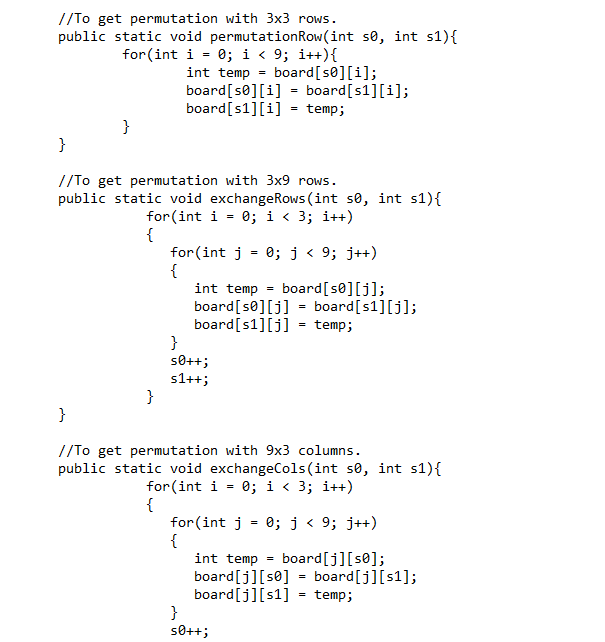 //To get permutation with 3x3 rows.
public static void permutationRow(int s0, int s1){
for(int i = 0; i < 9; i++){
int temp = board[s0][i];
board[s0][i] = board[s1][i];
board[s1][i] = temp;
}
}
//To get permutation with 3x9 rows.
public static void exchangeRows(int s0, int s1){
for(int i = 0; i < 3; i++)
{
for(int j = 0; j < 9; j++)
{
int temp = board[s0][j];
board[s0][j] = board[s1][j];
board[s1][j] = temp;
}
s0++;
s1++;
}
}
//To get permutation with 9x3 columns.
public static void exchangeCols(int s0, int s1){
for(int i = 0; i < 3; i++)
{
for(int j = 0; j < 9; j++)
{
int temp = board[j][s0];
board[j][s0] = board[j][s1];
board[j][s1] = temp;
}
s0++;